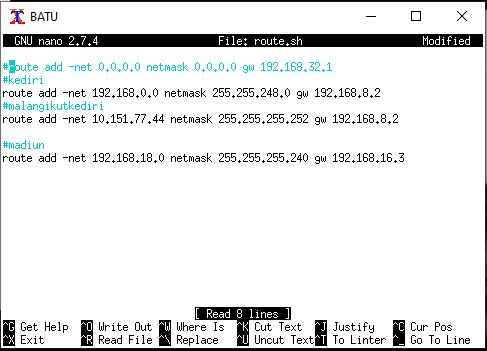 BATU
GNU nano 2.7.4 File: route.sh Modified
#route add -net 0.0.0.0 netmask 0.0.0.0 gw 192.168.32.1
#kediri
route add -net 192.168.0.0 netmask 255.255.248.0 gw 192.168.8.2
#malangikutkediri
route add -net 10.151.77.44 netmask 255.255.255.252 gw 192.168.8.2
#madiun
route add -net 192.168.18.0 netmask 255.255.255.240 gw 192.168.16.3
[ Read 8 lines ]
^G Get Help ^O Write Out ^W Where Is ^K Cut Text ^J Justify ^C Cur Pos
^X Exit ^R Read File ^\ Replace ^U Uncut Text ^T To Linter ^_ Go To Line